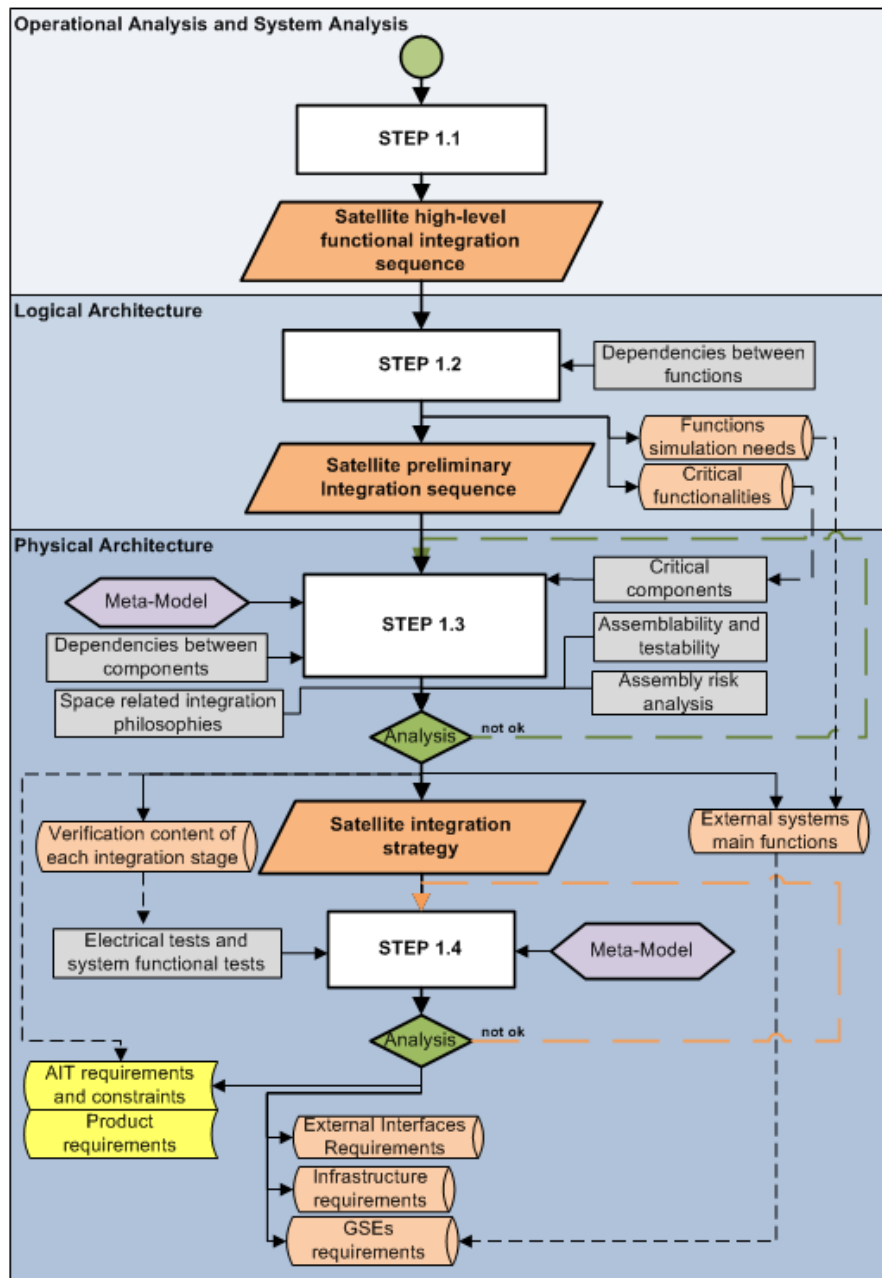 Operational Analysis and System Analysis
STEP 1.1
Satellite high-level
functional integration
sequence
Logical Architecture
STEP 1.2
Dependencies between
functions
Functions
simulation needs
Satellite preliminary
Integration sequence
Critical
functionalities
Physical Architecture
Critical
components
Meta-Model
STEP 1.3
Assemblability and
testability
Dependencies between
components
Space related integration
philosophies
Assembly risk
analysis
Analysis
not ok
Verification content of
each integration stage
Satellite integration
strategy
External systems
main functions
Electrical tests and
system functional tests
STEP 1.4
Meta-Model
Analysis
not ok
AIT requirements
and constraints
Product
requirements
External Interfaces
Requirements
Infrastructure
requirements
GSEs
requirements